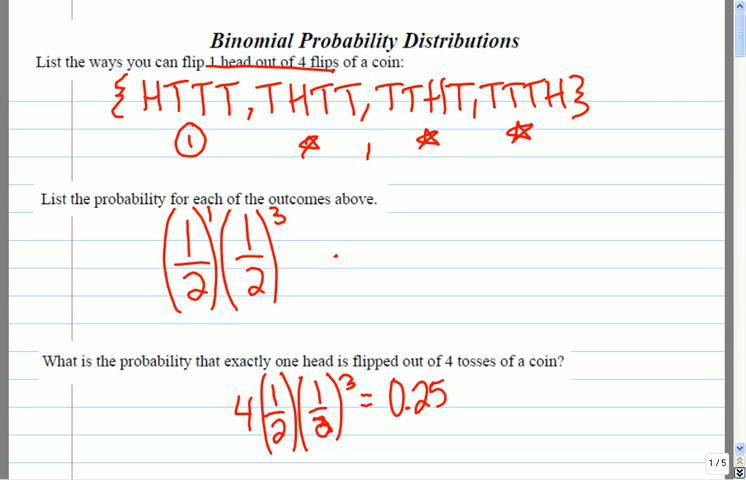 Binomial Probability Distributions
List the ways you can flip 1 head out of 4 flips of a coin:
{ HTTT, THTT, TTHT, TTTH }
1
List the probability for each of the outcomes above.
(1/2)^1 (1/2)^3
What is the probability that exactly one head is flipped out of 4 tosses of a coin?
4(1/2)(1/2)^3 = 0.25
1/5